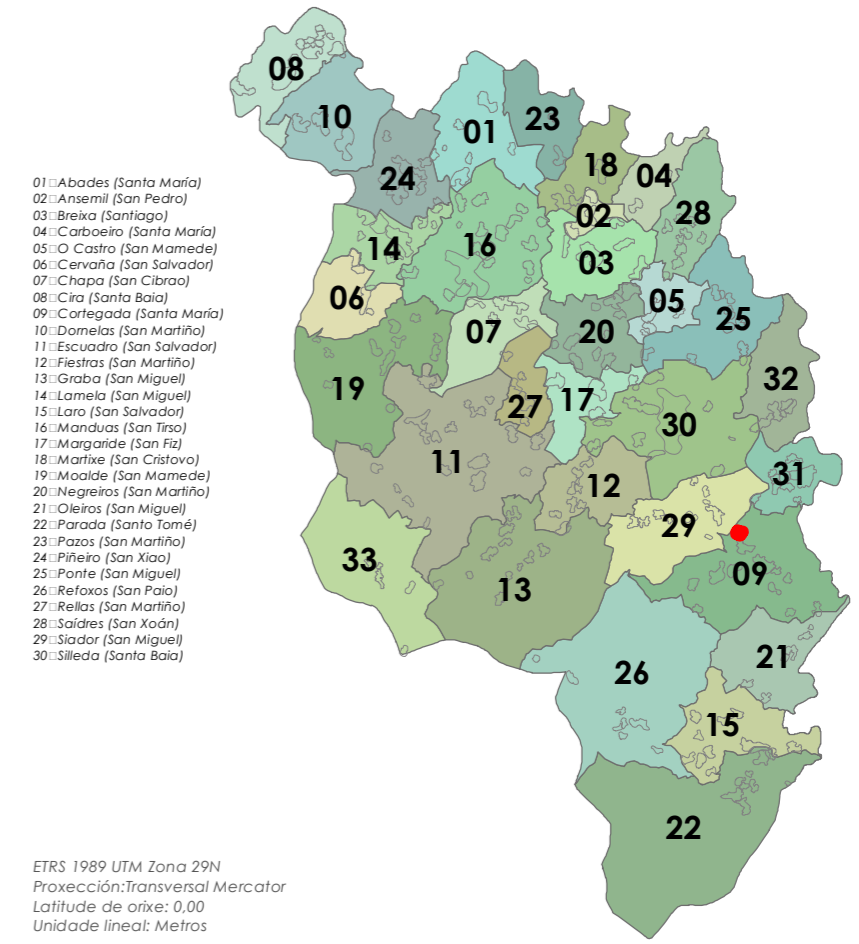 08
10
01
23
24
18
04
02
28
14
16
03
06
05
07
20
25
19
32
27
17
30
11
12
31
29
33
13
09
26
21
15
22
01□Abades (Santa María)
02□Ansemil (San Pedro)
03□Breixa (Santiago)
04□Carboeiro (Santa María)
05□O Castro (San Mamede)
06□Cervaña (San Salvador)
07□Chapa (San Cibrao)
08□Cira (Santa Baia)
09□Cortegada (Santa María)
10□Dornelas (San Martiño)
11□Escuadro (San Salvador)
12□Fiestras (San Martiño)
13□Graba (San Miguel)
14□Lamela (San Miguel)
15□Laro (San Salvador)
16□Manduas (San Tirso)
17□Margaride (San Fiz)
18□Martixe (San Cristovo)
19□Moalde (San Mamede)
20□Negreiros (San Martiño)
21□Oleiros (San Miguel)
22□Parada (Santo Tomé)
23□Pazos (San Martiño)
24□Piñeiro (San Xiao)
25□Ponte (San Miguel)
26□Refoxos (San Paio)
27□Rellas (San Martiño)
28□Saídres (San Xoán)
29□Siador (San Miguel)
30□Silleda (Santa Baia)
ETRS 1989 UTM Zona 29N
Proxección:Transversal Mercator
Latitude de orixe: 0,00
Unidade lineal: Metros